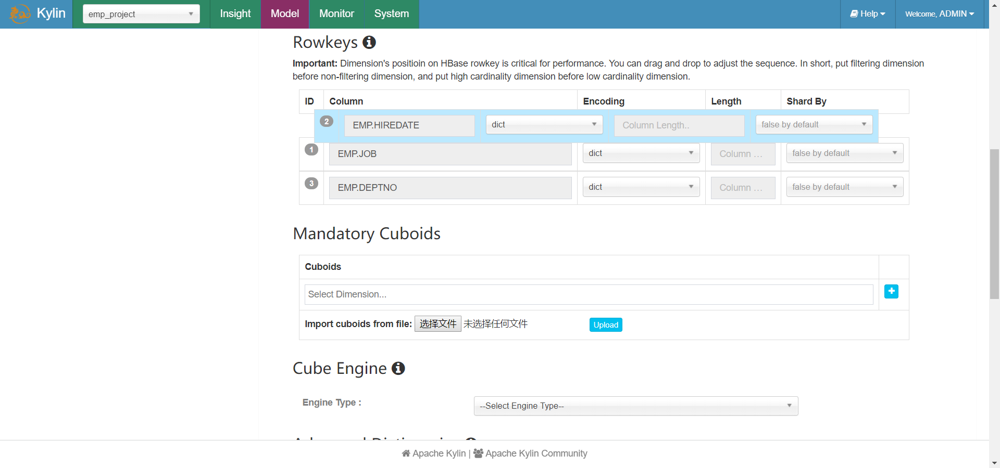 Kylin
emp_project
Insight
Model
Monitor
System
Help
Welcome, ADMIN
Rowkeys
Important: Dimension's positioin on HBase rowkey is critical for performance. You can drag and drop to adjust the sequence. In short, put filtering dimension
before non-filtering dimension, and put high cardinality dimension before low cardinality dimension.
ID Column Encoding Length Shard By
2 EMP.HIREDATE dict Column Length.. false by default
1 EMP.JOB dict Column ... false by default
3 EMP.DEPTNO dict Column ... false by default
Mandatory Cuboids
Cuboids
Select Dimension...
Import cuboids from file: 选择文件 未选择任何文件 Upload
Cube Engine
Engine Type : --Select Engine Type--
Apache Kylin | Apache Kylin Community